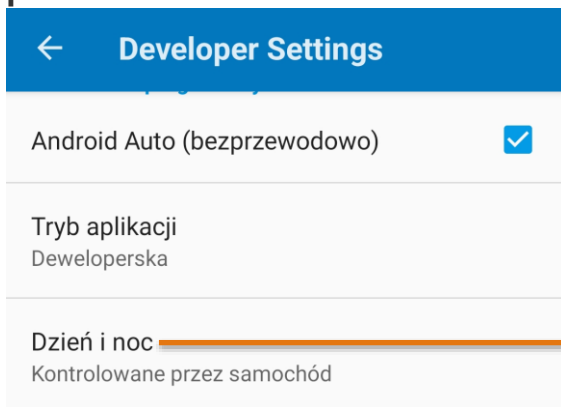 Developer Settings
Android Auto (bezprzewodowo)
Tryb aplikacji
Deweloperska
Dzień i noc
Kontrolowane przez samochód